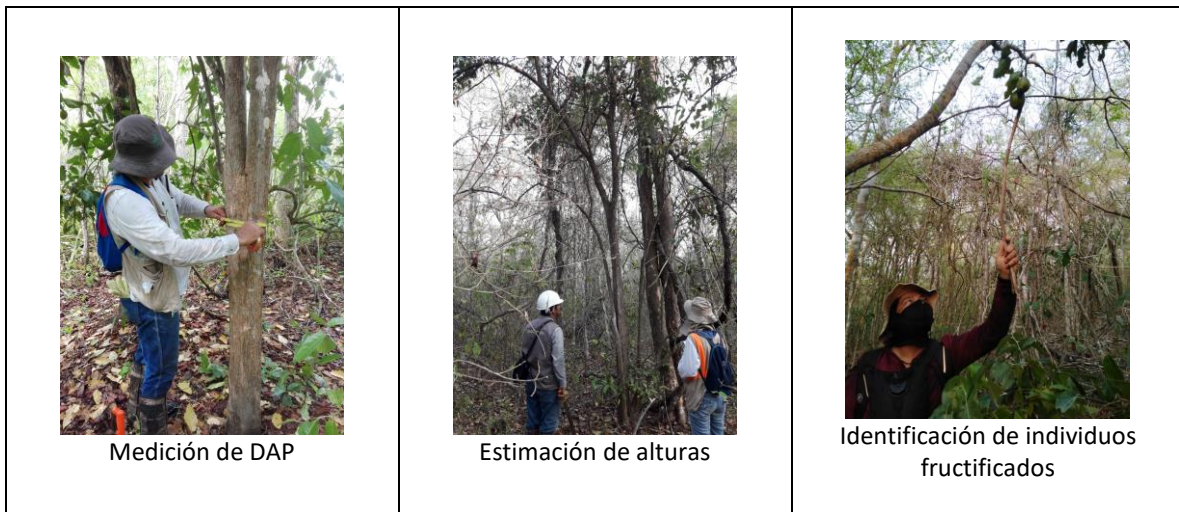 Medición de DAP
Estimación de alturas
Identificación de individuos
fructificados